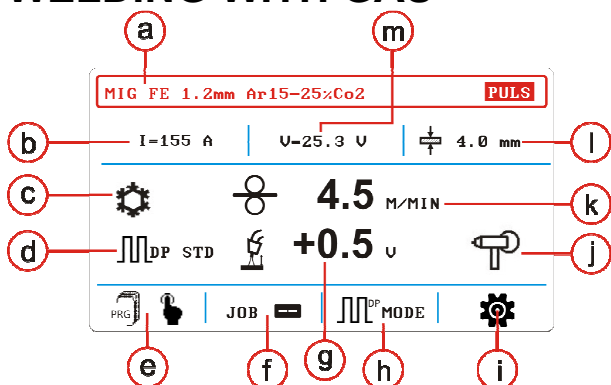 WELDING WITH GAS
a
m
MIG FE 1.2mm Ar15-25%Co2 PULS
b I=155 A V-25.3 V 4.0 mm l
c 4.5 M/MIN k
d DP STD +0.5 V j
PRG JOB DP MODE
e f g h i